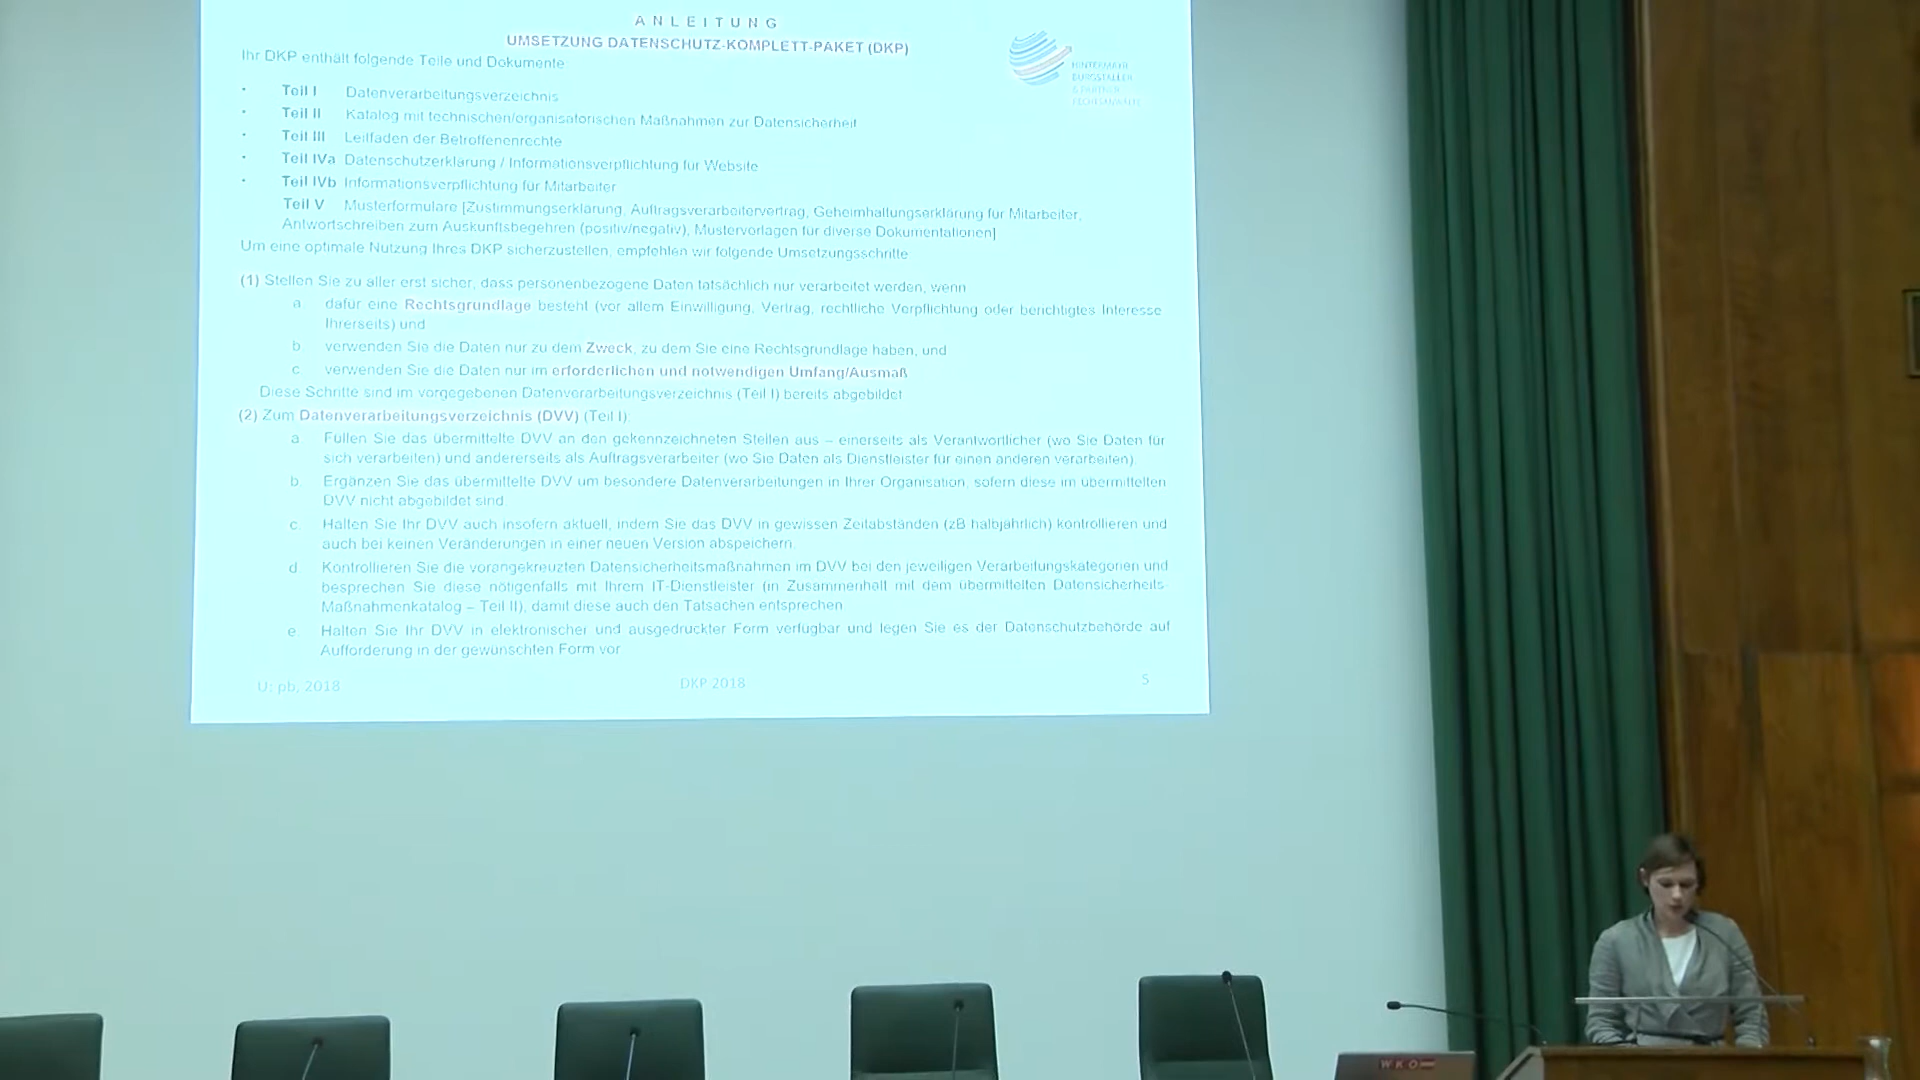 ANLEITUNG
UMSETZUNG DATENSCHUTZ-KOMPLETT-PAKET (DKP)
Ihr DKP enthält folgende Teile und Dokumente
HINTERMAYR
BURGSTALLER
& PARTNER
RECHTSANWÄLTE
• Teil I Datenverarbeitungsverzeichnis
• Teil II Katalog mit technischen/organisatorischen Maßnahmen zur Datensicherheit
• Teil III Leitfaden der Betroffenenrechte
• Teil IVa Datenschutzerklärung / Informationsverpflichtung für Website
• Teil IVb Informationsverpflichtung für Mitarbeiter
Teil V Musterformulare [Zustimmungserklärung, Auftragsverarbeitervertrag, Geheimhaltungserklärung für Mitarbeiter,
Antwortschreiben zum Auskunftsbegehren (positiv/negativ), Mustervorlagen für diverse Dokumentationen]
Um eine optimale Nutzung Ihres DKP sicherzustellen, empfehlen wir folgende Umsetzungsschritte
(1) Stellen Sie zu aller erst sicher, dass personenbezogene Daten tatsächlich nur verarbeitet werden, wenn
a. dafür eine Rechtsgrundlage besteht (vor allem Einwilligung, Vertrag, rechtliche Verpflichtung oder berichtigtes Interesse
Ihrerseits) und
b. verwenden Sie die Daten nur zu dem Zweck, zu dem Sie eine Rechtsgrundlage haben, und
c. verwenden Sie die Daten nur im erforderlichen und notwendigen Umfang/Ausmaß
Diese Schritte sind im vorgegebenen Datenverarbeitungsverzeichnis (Teil I) bereits abgebildet
(2) Zum Datenverarbeitungsverzeichnis (DVV) (Teil I)
a. Füllen Sie das übermittelte DVV an den gekennzeichneten Stellen aus – einerseits als Verantwortlicher (wo Sie Daten für
sich verarbeiten) und andererseits als Auftragsverarbeiter (wo Sie Daten als Dienstleister für einen anderen verarbeiten).
b. Ergänzen Sie das übermittelte DVV um besondere Datenverarbeitungen in Ihrer Organisation, sofern diese im übermittelten
DVV nicht abgebildet sind.
c. Halten Sie Ihr DVV auch insofern aktuell, indem Sie das DVV in gewissen Zeitabständen (zB halbjährlich) kontrollieren und
auch bei keinen Veränderungen in einer neuen Version abspeichern.
d. Kontrollieren Sie die vorangekreuzten Datensicherheitsmaßnahmen im DVV bei den jeweiligen Verarbeitungskategorien und
besprechen Sie diese nötigenfalls mit Ihrem IT-Dienstleister (in Zusammenhalt mit dem übermittelten Datensicherheits-
Maßnahmenkatalog – Teil II), damit diese auch den Tatsachen entsprechen.
e. Halten Sie Ihr DVV in elektronischer und ausgedruckter Form verfügbar und legen Sie es der Datenschutzbehörde auf
Aufforderung in der gewünschten Form vor
U: pb, 2018 DKP 2018 5
WKO